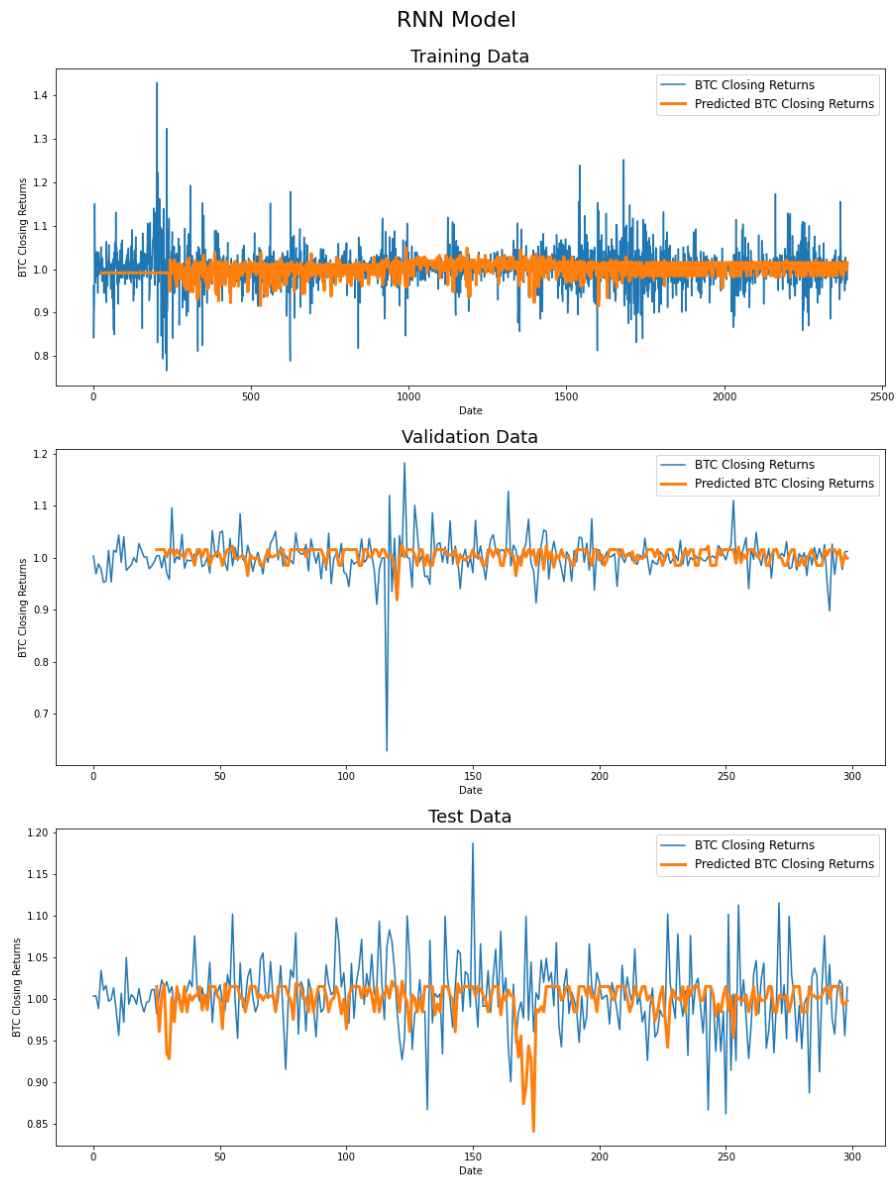 RNN Model
Training Data
BTC Closing Returns
Predicted BTC Closing Returns
BTC Closing Returns
1.4
1.3
1.2
1.1
1.0
0.9
0.8
0
500
1000
1500
2000
2500
Date
Validation Data
BTC Closing Returns
Predicted BTC Closing Returns
BTC Closing Returns
1.2
1.1
1.0
0.9
0.8
0.7
0
50
100
150
200
250
300
Date
Test Data
BTC Closing Returns
Predicted BTC Closing Returns
BTC Closing Returns
1.20
1.15
1.10
1.05
1.00
0.95
0.90
0.85
0
50
100
150
200
250
300
Date